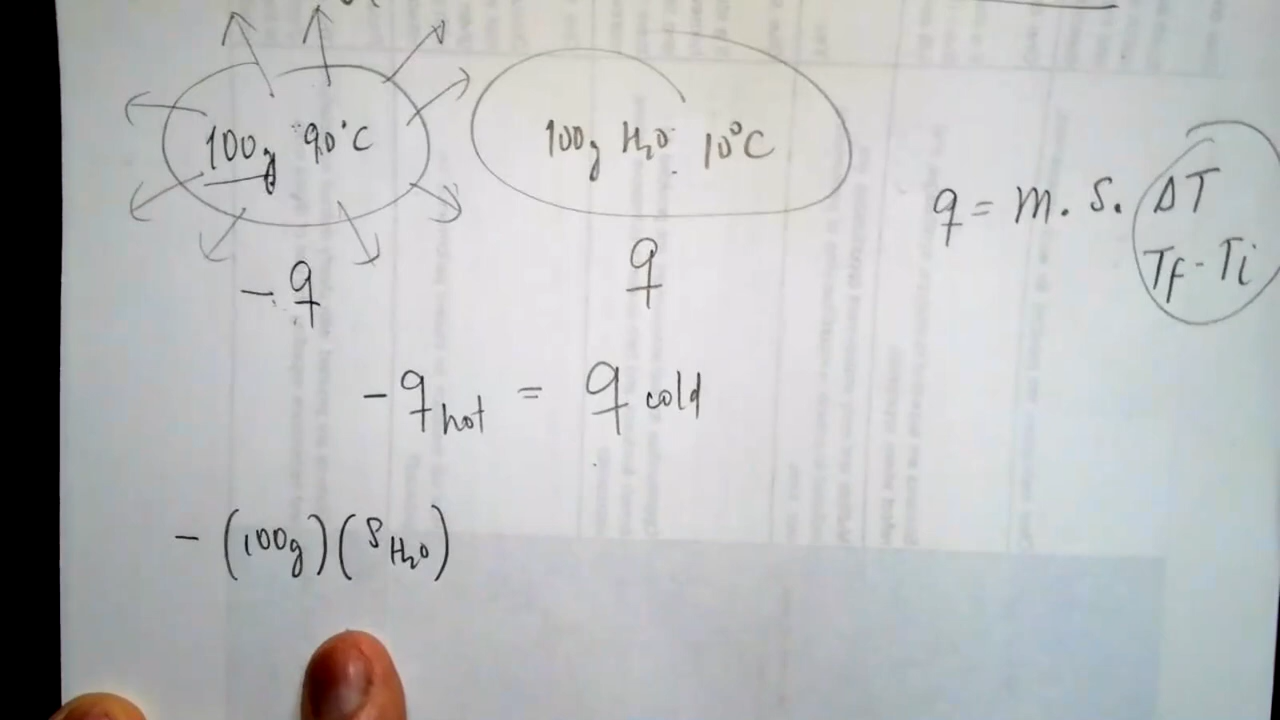 100g 90°C
100g H₂O 10°C
q = m. S. ΔT
Tf - Ti
- q
q
- q hot = q cold
- (100g) (S H₂O)